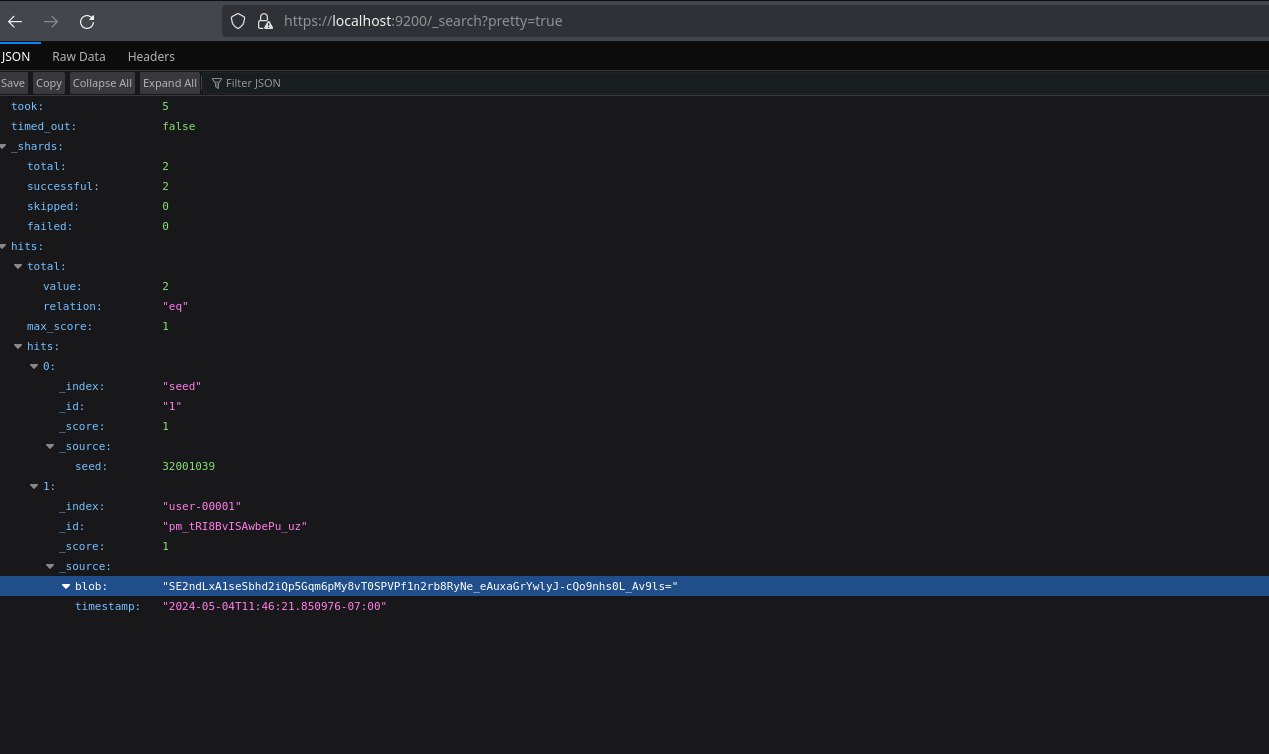 https://localhost:9200/_search?pretty=true
JSON Raw Data Headers
Save Copy Collapse All Expand All Filter JSON
took: 5
timed_out: false
_shards:
total: 2
successful: 2
skipped: 0
failed: 0
hits:
total:
value: 2
relation: "eq"
max_score: 1
hits:
0:
_index: "seed"
_id: "1"
_score: 1
_source:
seed: 32001039
1:
_index: "user-00001"
_id: "pm_tRI8BvISAwbePu_uz"
_score: 1
_source:
blob: "SE2ndLxA1seSbhd2iQp5Gqm6pMy8vT0SPVPf1n2rb8RyNe_eAuxaGrYwlyJ-cQo9nhs0L_Av9ls="
timestamp: "2024-05-04T11:46:21.850976-07:00"